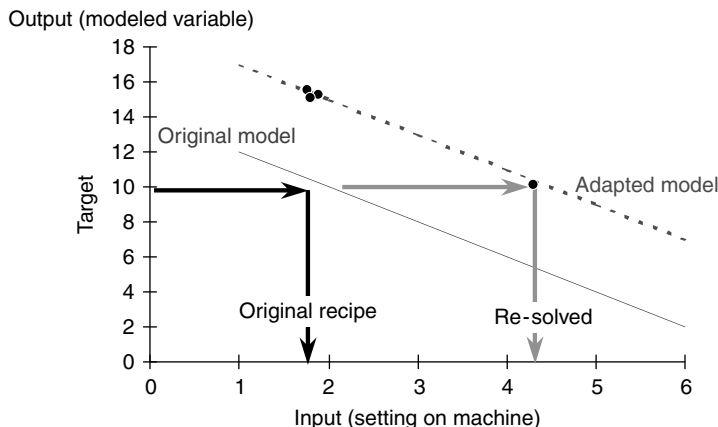 Output (modeled variable)
18
16
14
12
10
8
6
4
2
0
Target
Original model
Adapted model
Original recipe
Re-solved
0 1 2 3 4 5 6
Input (setting on machine)